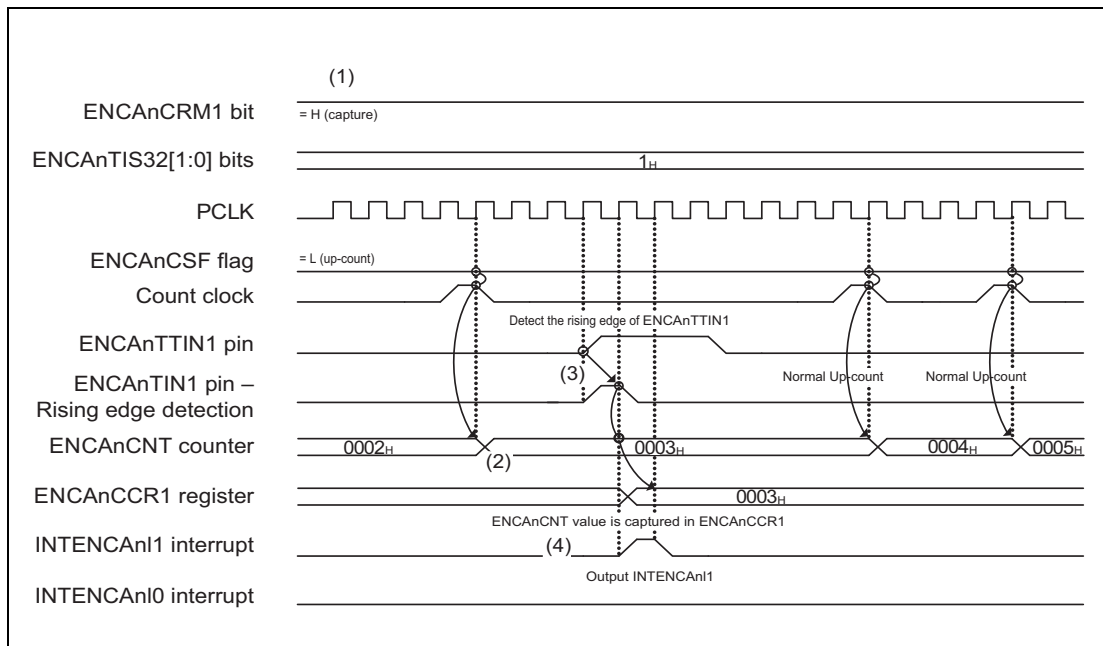 (1)
ENCAnCRM1 bit
= H (capture)
ENCAnTIS32[1:0] bits
1H
PCLK
ENCAnCSF flag
= L (up-count)
Count clock
Detect the rising edge of ENCAnTTIN1
ENCAnTTIN1 pin
(3)
Normal Up-count
Normal Up-count
ENCAnTIN1 pin –
Rising edge detection
ENCAnCNT counter
0002H
(2)
0003H
0004H
0005H
ENCAnCCR1 register
0003H
ENCAnCNT value is captured in ENCAnCCR1
INTENCAnI1 interrupt
(4)
Output INTENCAnI1
INTENCAnI0 interrupt